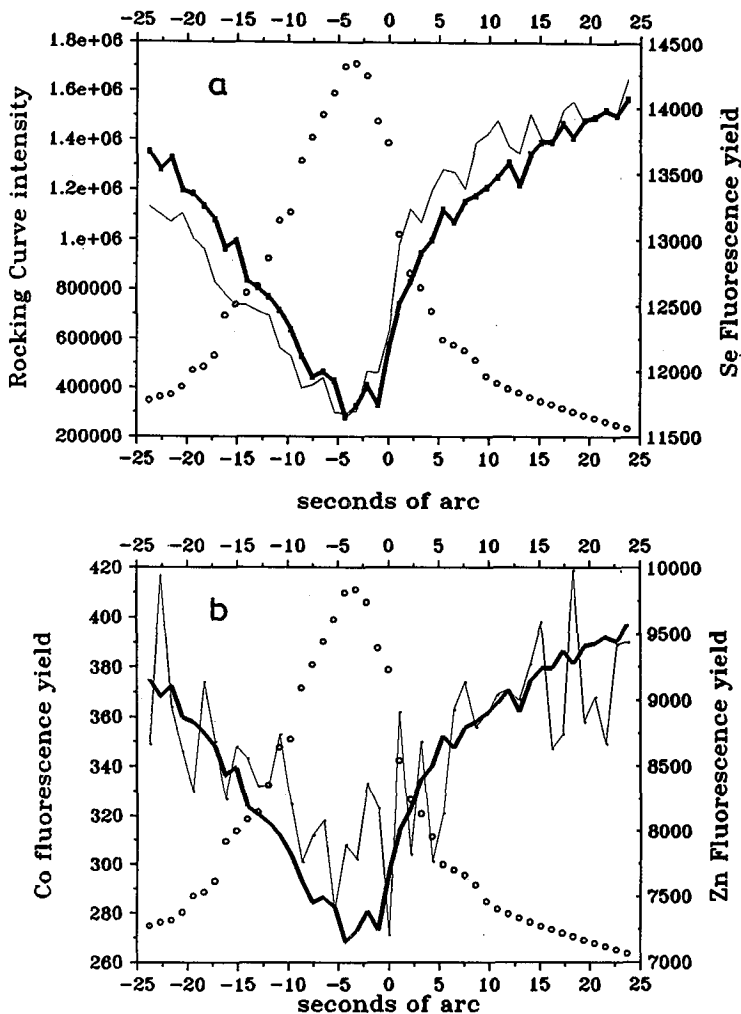 -25 -20 -15 -10 -5 0 5 10 15 20 25
1.8e+06
1.6e+06
1.4e+06
1.2e+06
1.e+06
800000
600000
400000
200000
Rocking Curve intensity
a
14500
14000
13500
13000
12500
12000
11500
Se Fluorescence yield
-25 -20 -15 -10 -5 0 5 10 15 20 25
seconds of arc
-25 -20 -15 -10 -5 0 5 10 15 20 25
420
400
380
360
340
320
300
280
260
Co fluorescence yield
b
10000
9500
9000
8500
8000
7500
7000
Zn Fluorescence yield
-25 -20 -15 -10 -5 0 5 10 15 20 25
seconds of arc